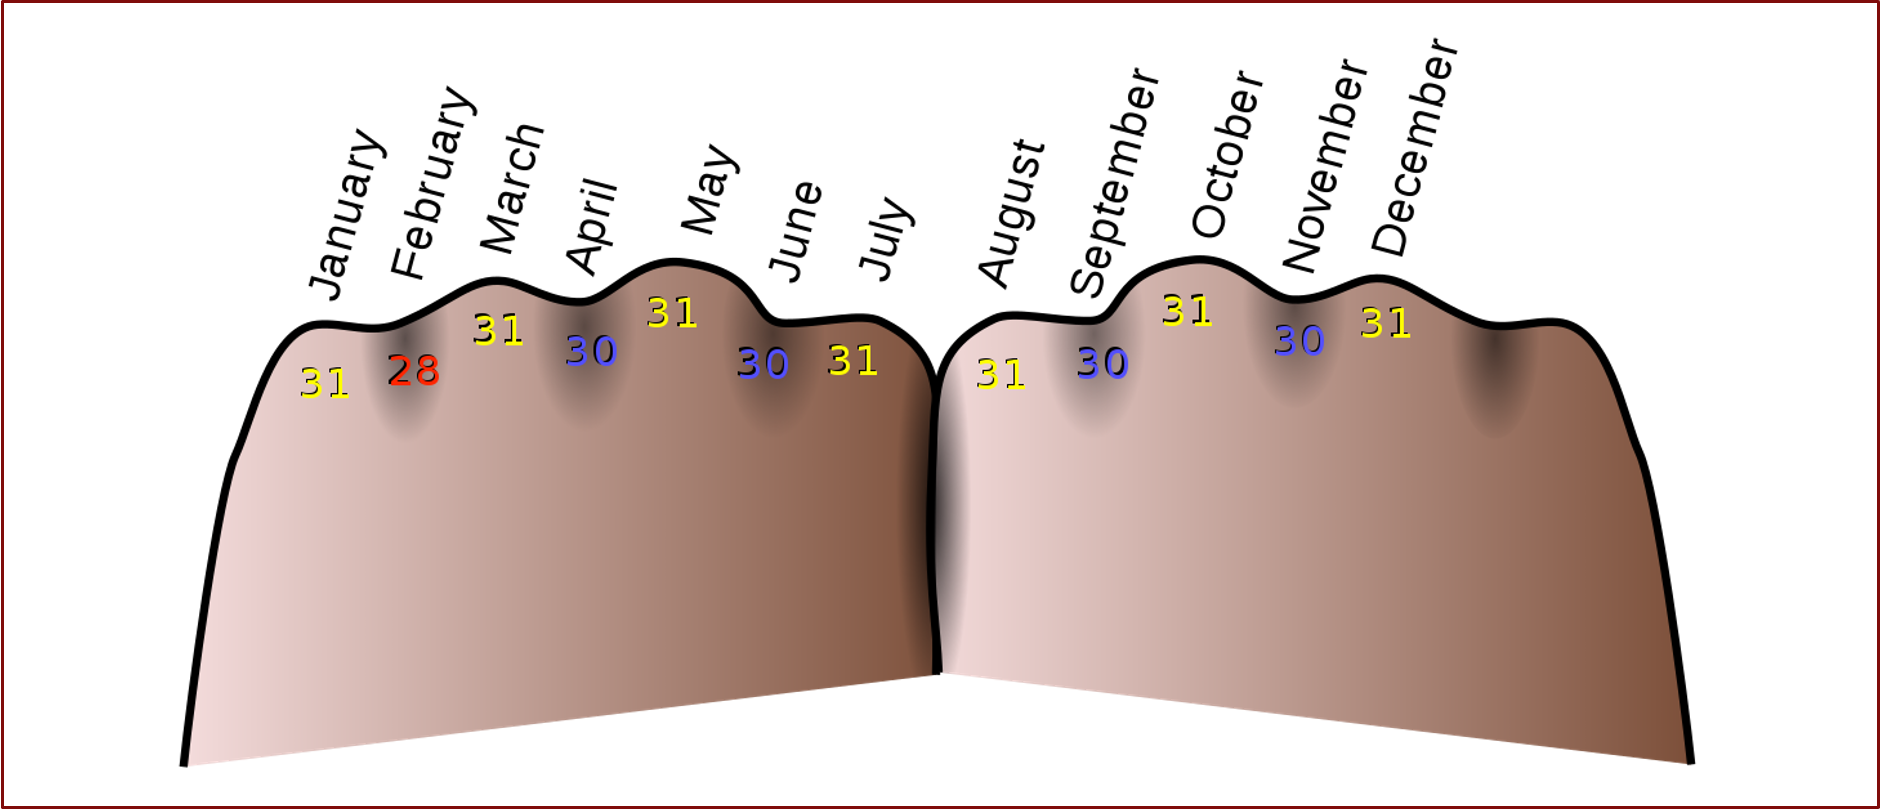 January
February
March
April
May
June
July
August
September
October
November
December
31
28
31
30
31
30
31
31
30
31
30
31